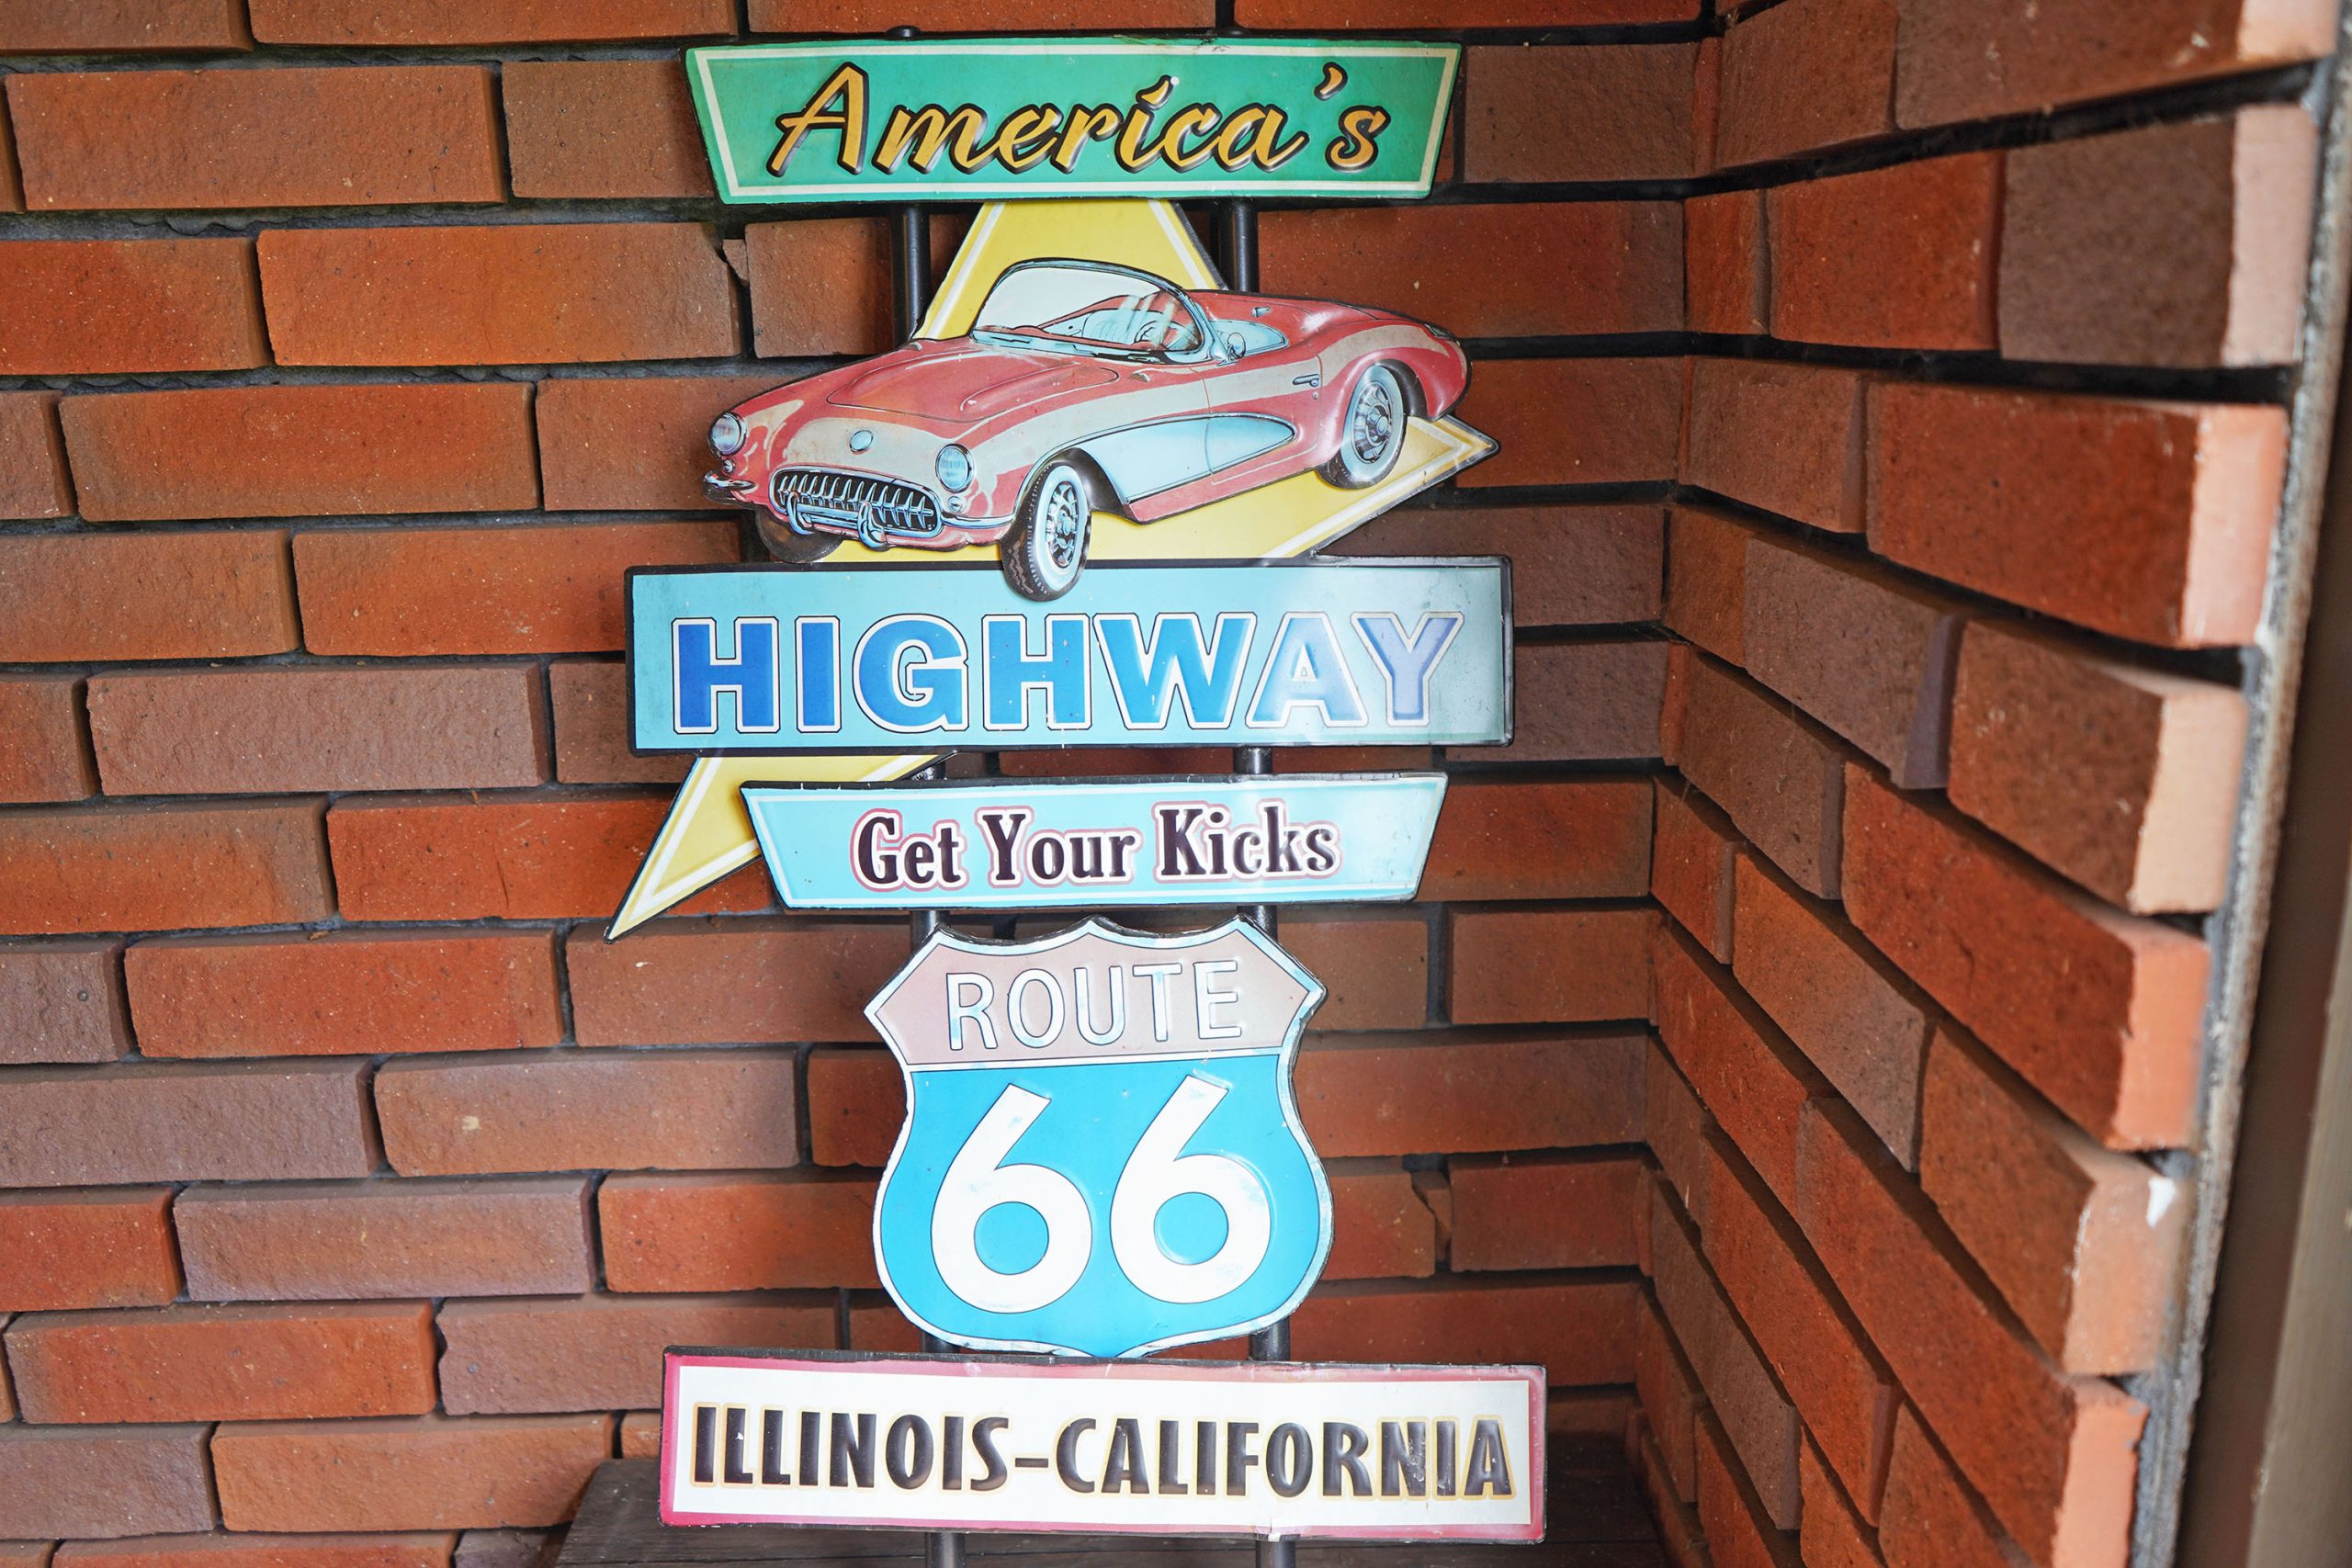 America's
HIGHWAY
Get Your Kicks
ROUTE
66
ILLINOIS-CALIFORNIA